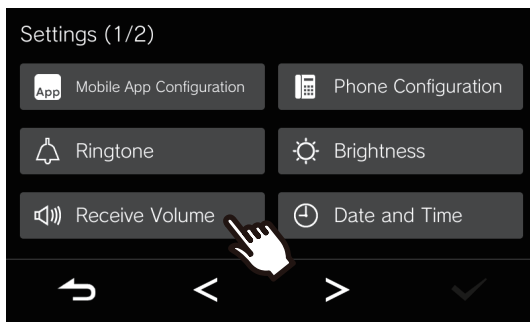 Settings (1/2)
App Mobile App Configuration
Phone Configuration
Ringtone
Brightness
Receive Volume
Date and Time